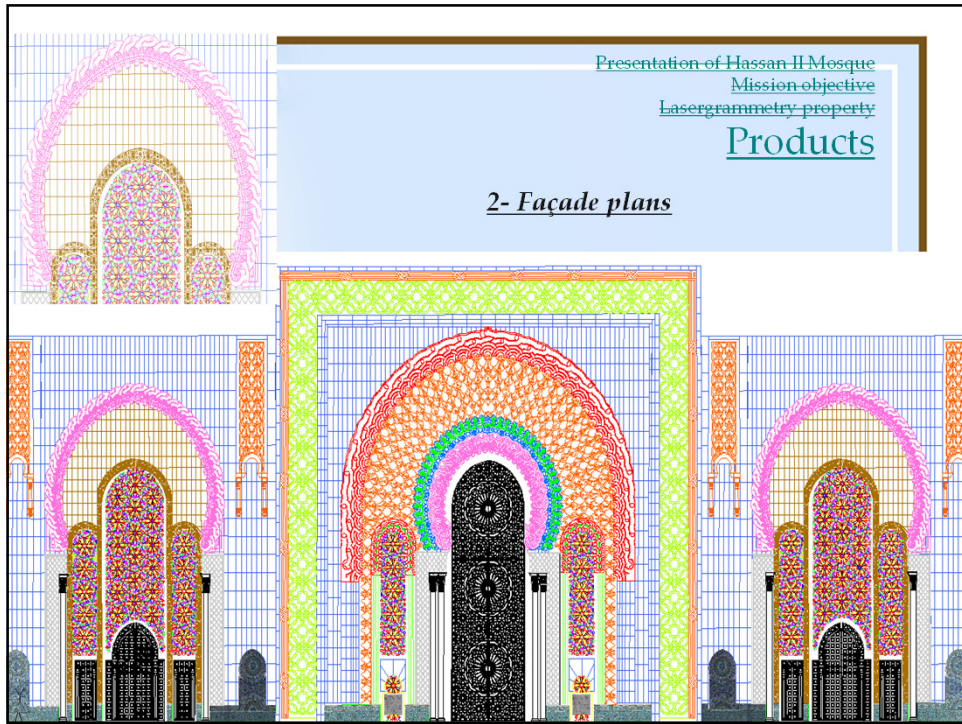 Presentation of Hassan II Mosque
Mission objective
Lasergrammetry property
Products
2- Façade plans